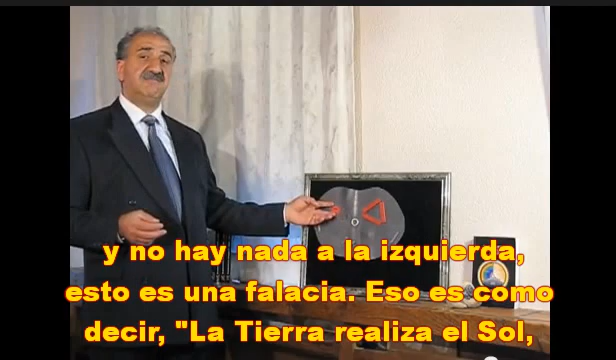 y no hay nada a la izquierda,
esto es una falacia. Eso es como
decir, "La Tierra realiza el Sol,